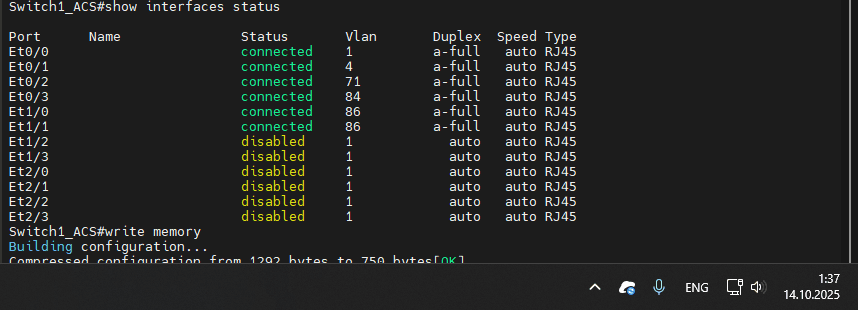 Switch1_ACS#show interfaces status
Port Name Status Vlan Duplex Speed Type
Et0/0 connected 1 a-full auto RJ45
Et0/1 connected 4 a-full auto RJ45
Et0/2 connected 71 a-full auto RJ45
Et0/3 connected 84 a-full auto RJ45
Et1/0 connected 86 a-full auto RJ45
Et1/1 connected 86 a-full auto RJ45
Et1/2 disabled 1 auto auto RJ45
Et1/3 disabled 1 auto auto RJ45
Et2/0 disabled 1 auto auto RJ45
Et2/1 disabled 1 auto auto RJ45
Et2/2 disabled 1 auto auto RJ45
Et2/3 disabled 1 auto auto RJ45
Switch1_ACS#write memory
Building configuration...
Compressed configuration from 1292 bytes to 750 bytes[OK]
ENG
1:37
14.10.2025